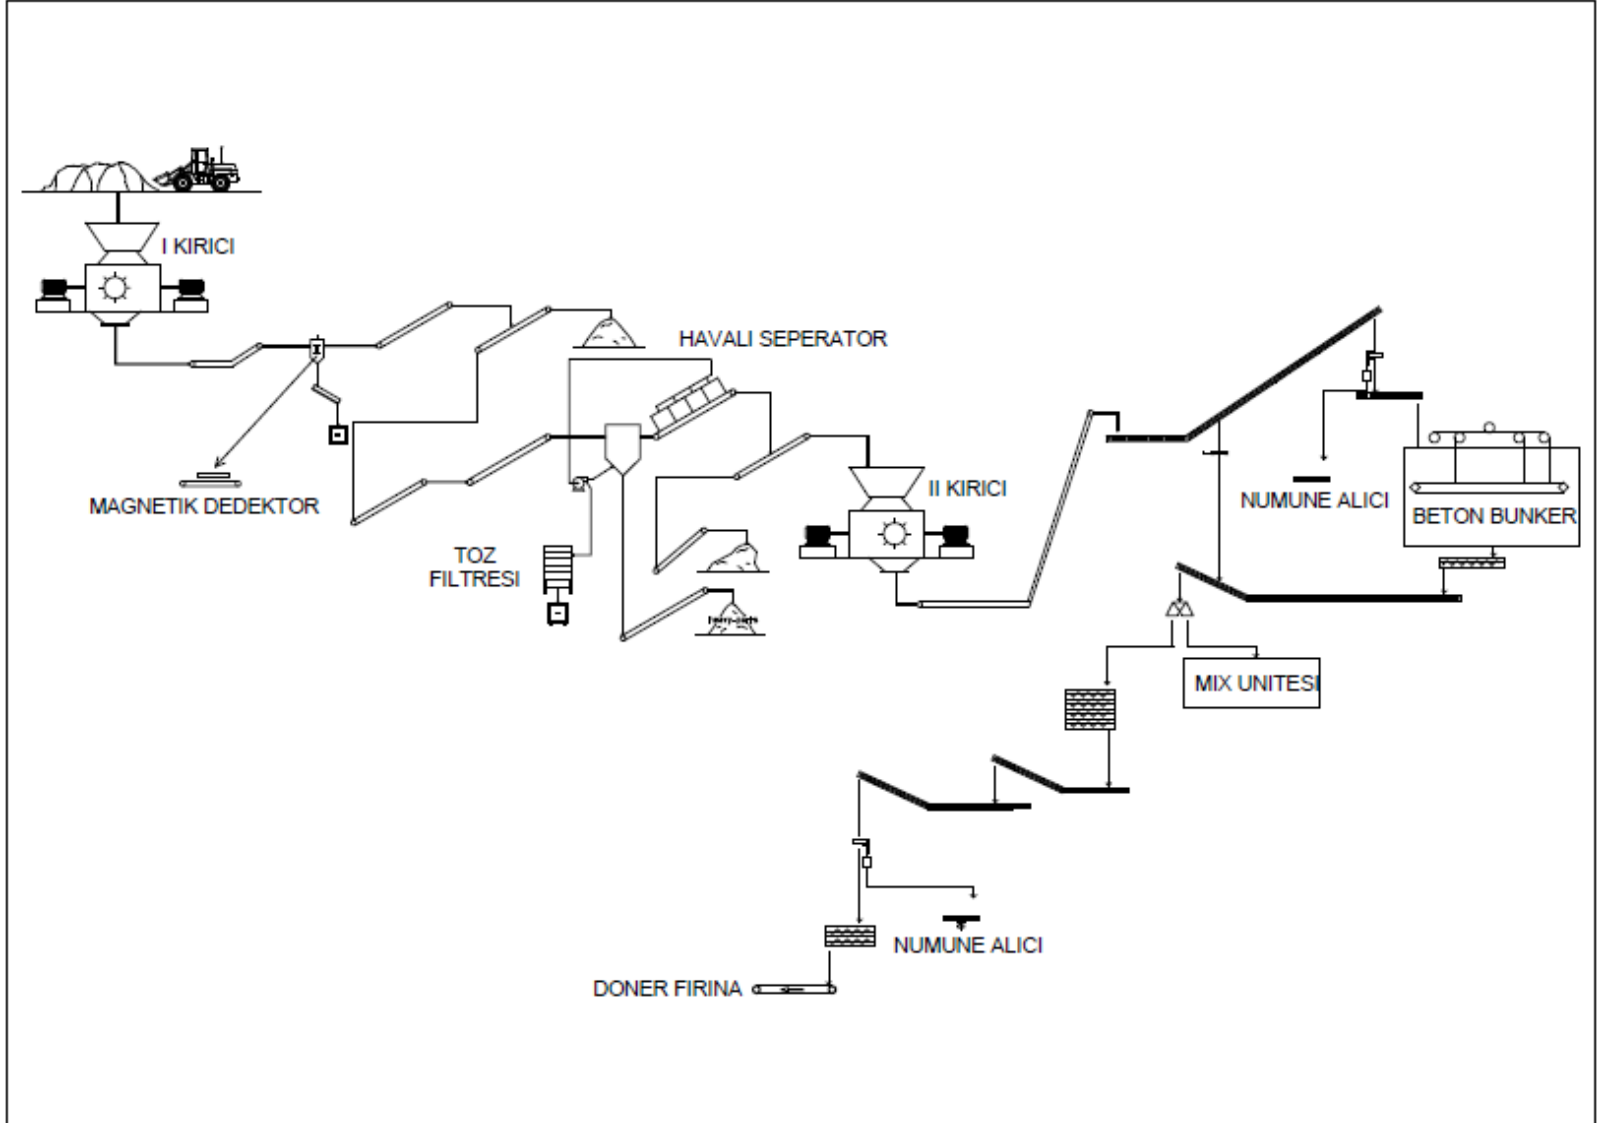 I KIRICI
HAVALI SEPERATOR
MAGNETIK DEDEKTOR
TOZ
FILTRESI
II KIRICI
NUMUNE ALICI
BETON BUNKER
MIX UNITESI
NUMUNE ALICI
DONER FIRINA